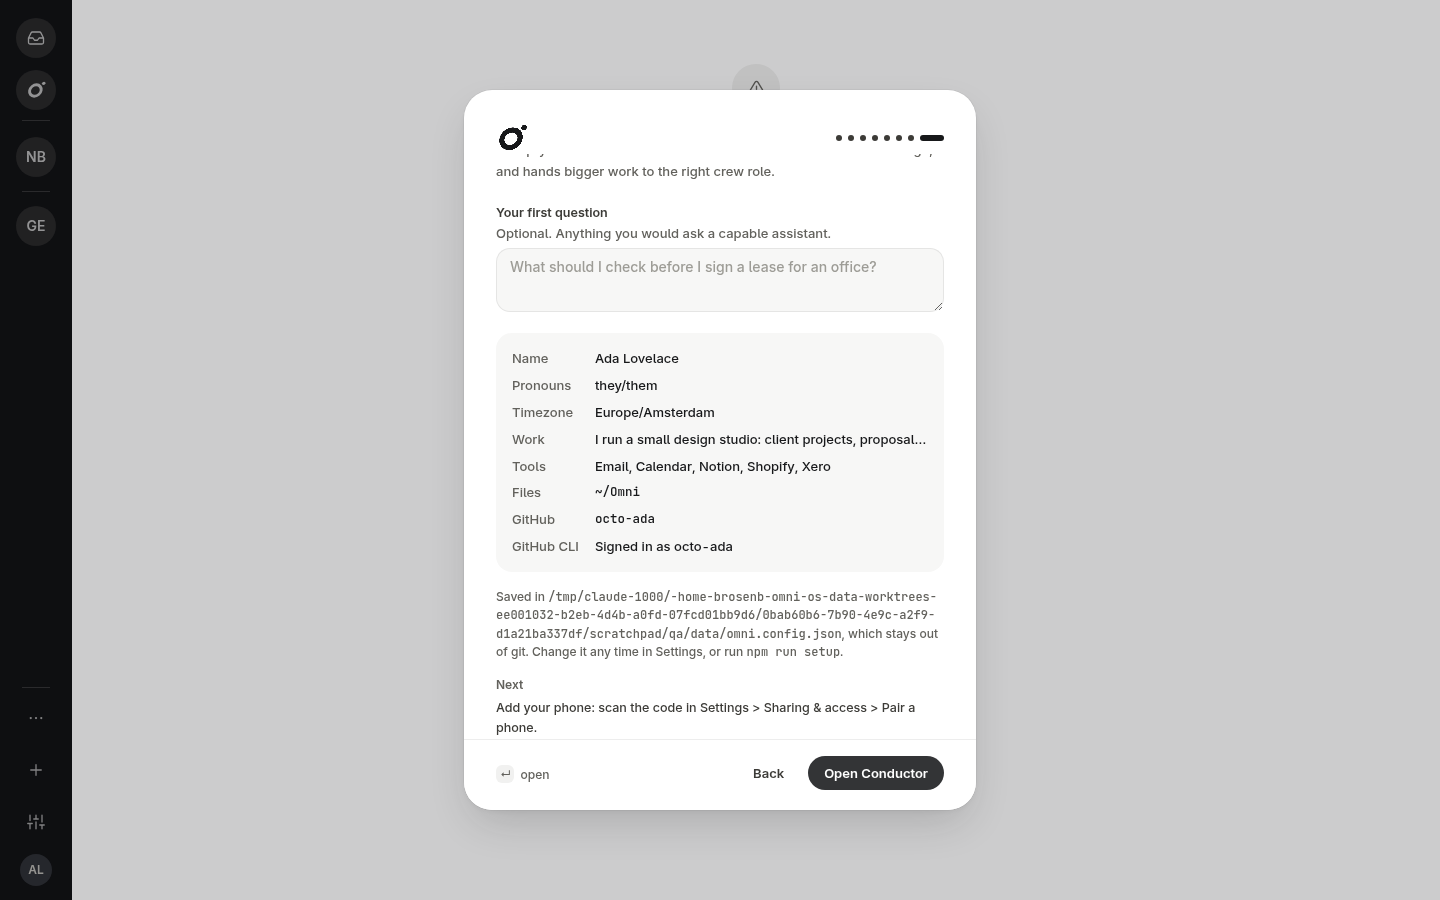 NB
GE
AL
and hands bigger work to the right crew role.
Your first question
Optional. Anything you would ask a capable assistant.
What should I check before I sign a lease for an office?
Name Ada Lovelace
Pronouns they/them
Timezone Europe/Amsterdam
Work I run a small design studio: client projects, proposal...
Tools Email, Calendar, Notion, Shopify, Xero
Files ~/Omni
GitHub octo-ada
GitHub CLI Signed in as octo-ada
Saved in /tmp/claude-1000/-home-brosenb-omni-os-data-worktrees-
ee001032-b2eb-4d4b-a0fd-07fcd01bb9d6/0bab60b6-7b90-4e9c-a2f9-
d1a21ba337df/scratchpad/qa/data/omni.config.json, which stays out
of git. Change it any time in Settings, or run npm run setup.
Next
Add your phone: scan the code in Settings > Sharing & access > Pair a
phone.
open
Back
Open Conductor